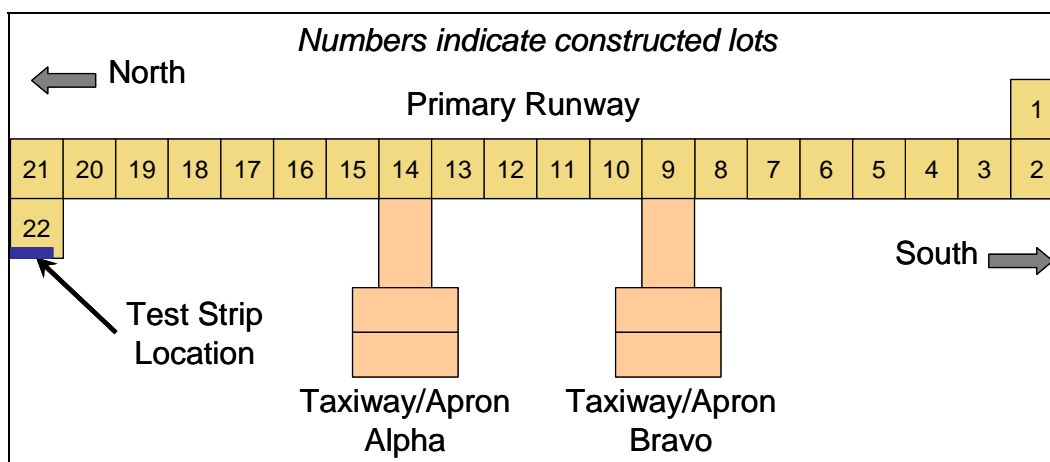 Numbers indicate constructed lots
North
Primary Runway
1
21 20 19 18 17 16 15 14 13 12 11 10 9 8 7 6 5 4 3 2
22
South
Test Strip
Location
Taxiway/Apron
Alpha
Taxiway/Apron
Bravo